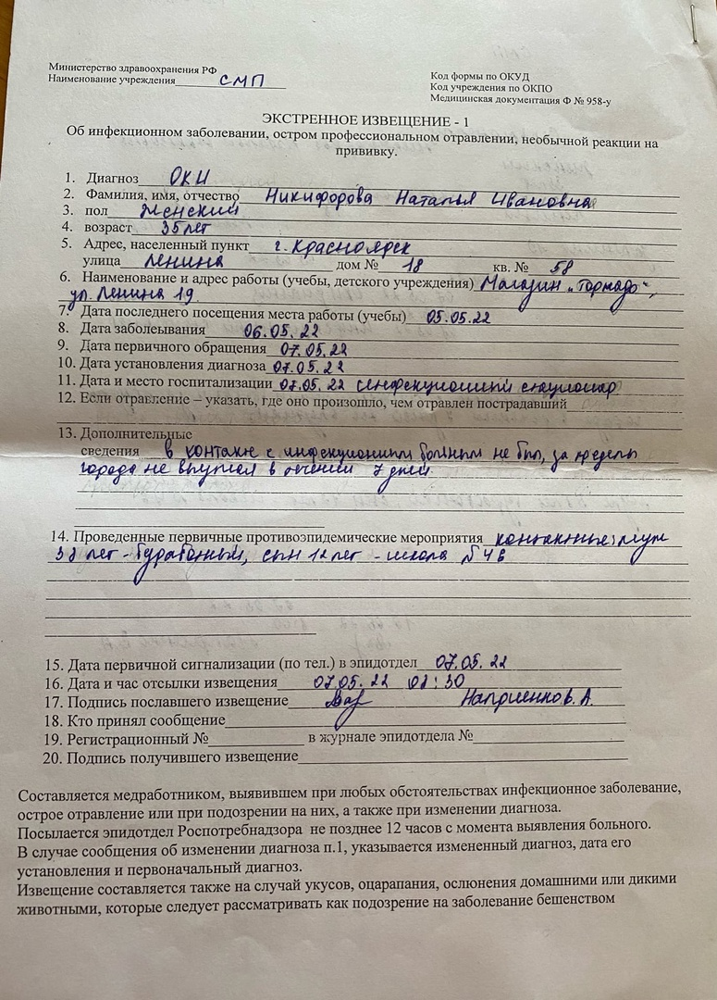 Министерство здравоохранения РФ
Наименование учреждения СМП
Код формы по ОКУД
Код учреждения по ОКПО
Медицинская документация Ф № 958-у
ЭКСТРЕННОЕ ИЗВЕЩЕНИЕ - 1
Об инфекционном заболевании, остром профессиональном отравлении, необычной реакции на
прививку.
1. Диагноз ОКИ
2. Фамилия, имя, отчество Никифорова Наталья Ивановна
3. пол Женский
4. возраст 35 лет
5. Адрес, населенный пункт г. Красноярск
улица Ленина дом № 18 кв. № 58
6. Наименование и адрес работы (учебы, детского учреждения) Магазин "Торнадо",
ул. Ленина 19
7. Дата последнего посещения места работы (учебы) 05.05.22
8. Дата заболеывания 06.05.22
9. Дата первичного обращения 07.05.22
10. Дата установления диагноза 07.05.22
11. Дата и место госпитализации 07.05.22 инфекционный стационар
12. Если отравление – указать, где оно произошло, чем отравлен пострадавший
13. Дополнительные
сведения в контакте с инфекционным больным не был, за пределы
города не в течении 7 дней
14. Проведенные первичные противоэпидемические мероприятия контактные: муж
лет - сын 12 лет - школа № 46
15. Дата первичной сигнализации (по тел.) в эпидотдел 07.05.22
16. Дата и час отсылки извещения 07.05.22 :30
17. Подпись пославшего извещение
18. Кто принял сообщение
19. Регистрационный № в журнале эпидотдела №
20. Подпись получившего извещение
Составляется медработником, выявившем при любых обстоятельствах инфекционное заболевание,
острое отравление или при подозрении на них, а также при изменении диагноза.
Посылается эпидотдел Роспотребнадзора не позднее 12 часов с момента выявления больного.
В случае сообщения об изменении диагноза п.1, указывается измененный диагноз, дата его
установления и первоначальный диагноз.
Извещение составляется также на случай укусов, оцарапания, ослюнения домашними или дикими
животными, которые следует рассматривать как подозрение на заболевание бешенством